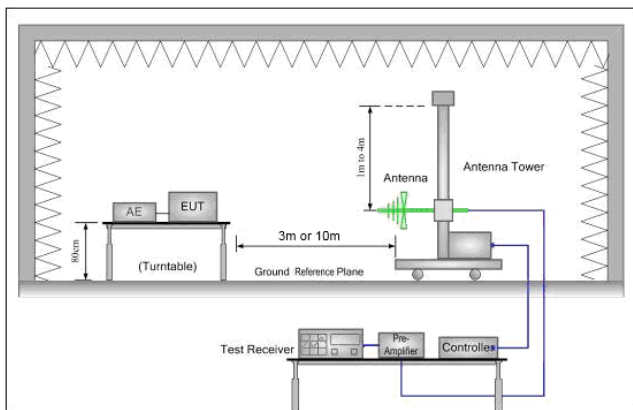 1m to 4m
Antenna
Antenna Tower
AE
EUT
80cm
3m or 10m
(Turntable)
Ground Reference Plane
Test Receiver
Pre-
Amplifier
Controller